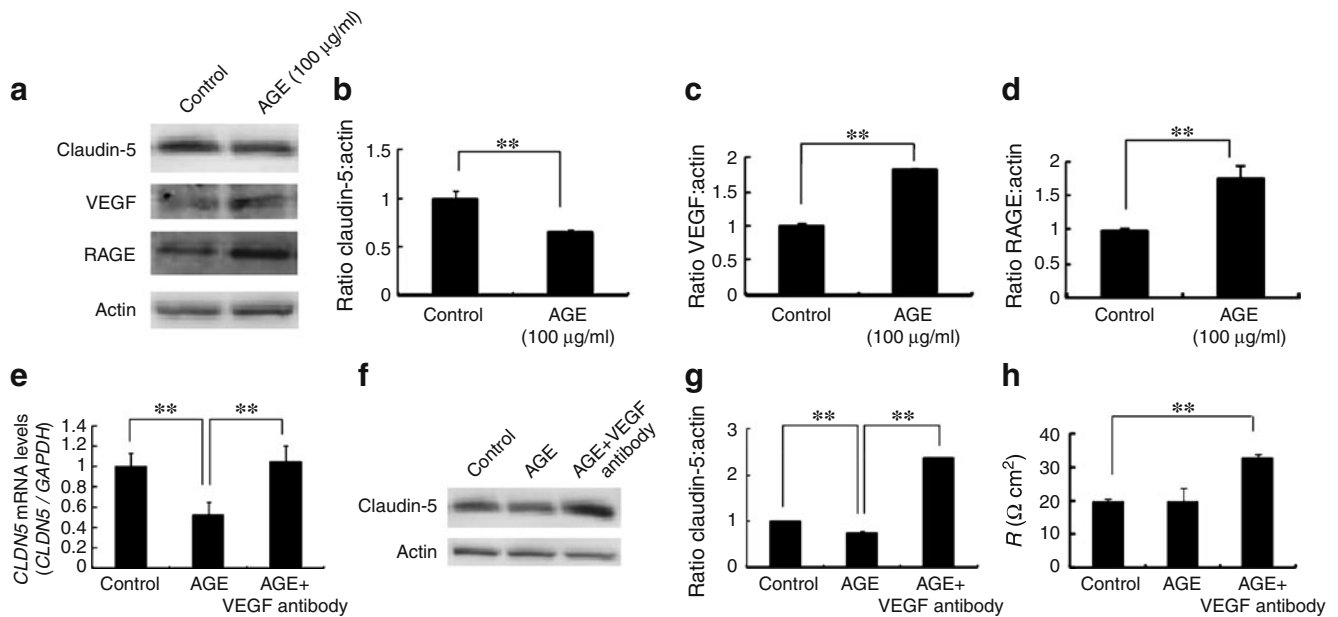 a
Control
AGE (100 μg/ml)
Claudin-5
VEGF
RAGE
Actin
b
Ratio claudin-5:actin
1.5
1
0.5
0
**
Control
AGE
(100 μg/ml)
c
Ratio VEGF:actin
2
1.5
1
0.5
0
**
Control
AGE
(100 μg/ml)
d
Ratio RAGE:actin
2
1.5
1
0.5
0
**
Control
AGE
(100 μg/ml)
e
CLDN5 mRNA levels
(CLDN5 / GAPDH)
1.4
1.2
1
0.8
0.6
0.4
0.2
0
**
**
Control
AGE
AGE+
VEGF antibody
f
Control
AGE
AGE+VEGF
antibody
Claudin-5
Actin
g
Ratio claudin-5:actin
3
2
1
0
**
**
Control
AGE
AGE+
VEGF antibody
h
R (Ω cm²)
40
30
20
10
0
**
Control
AGE
AGE+
VEGF antibody